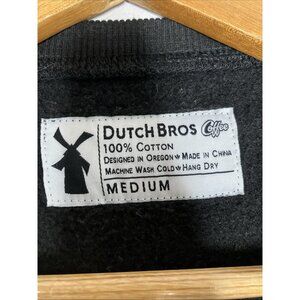 DUTCH BROS Coffee
100% COTTON
DESIGNED IN OREGON MADE IN CHINA
MACHINE WASH COLD HANG DRY
MEDIUM